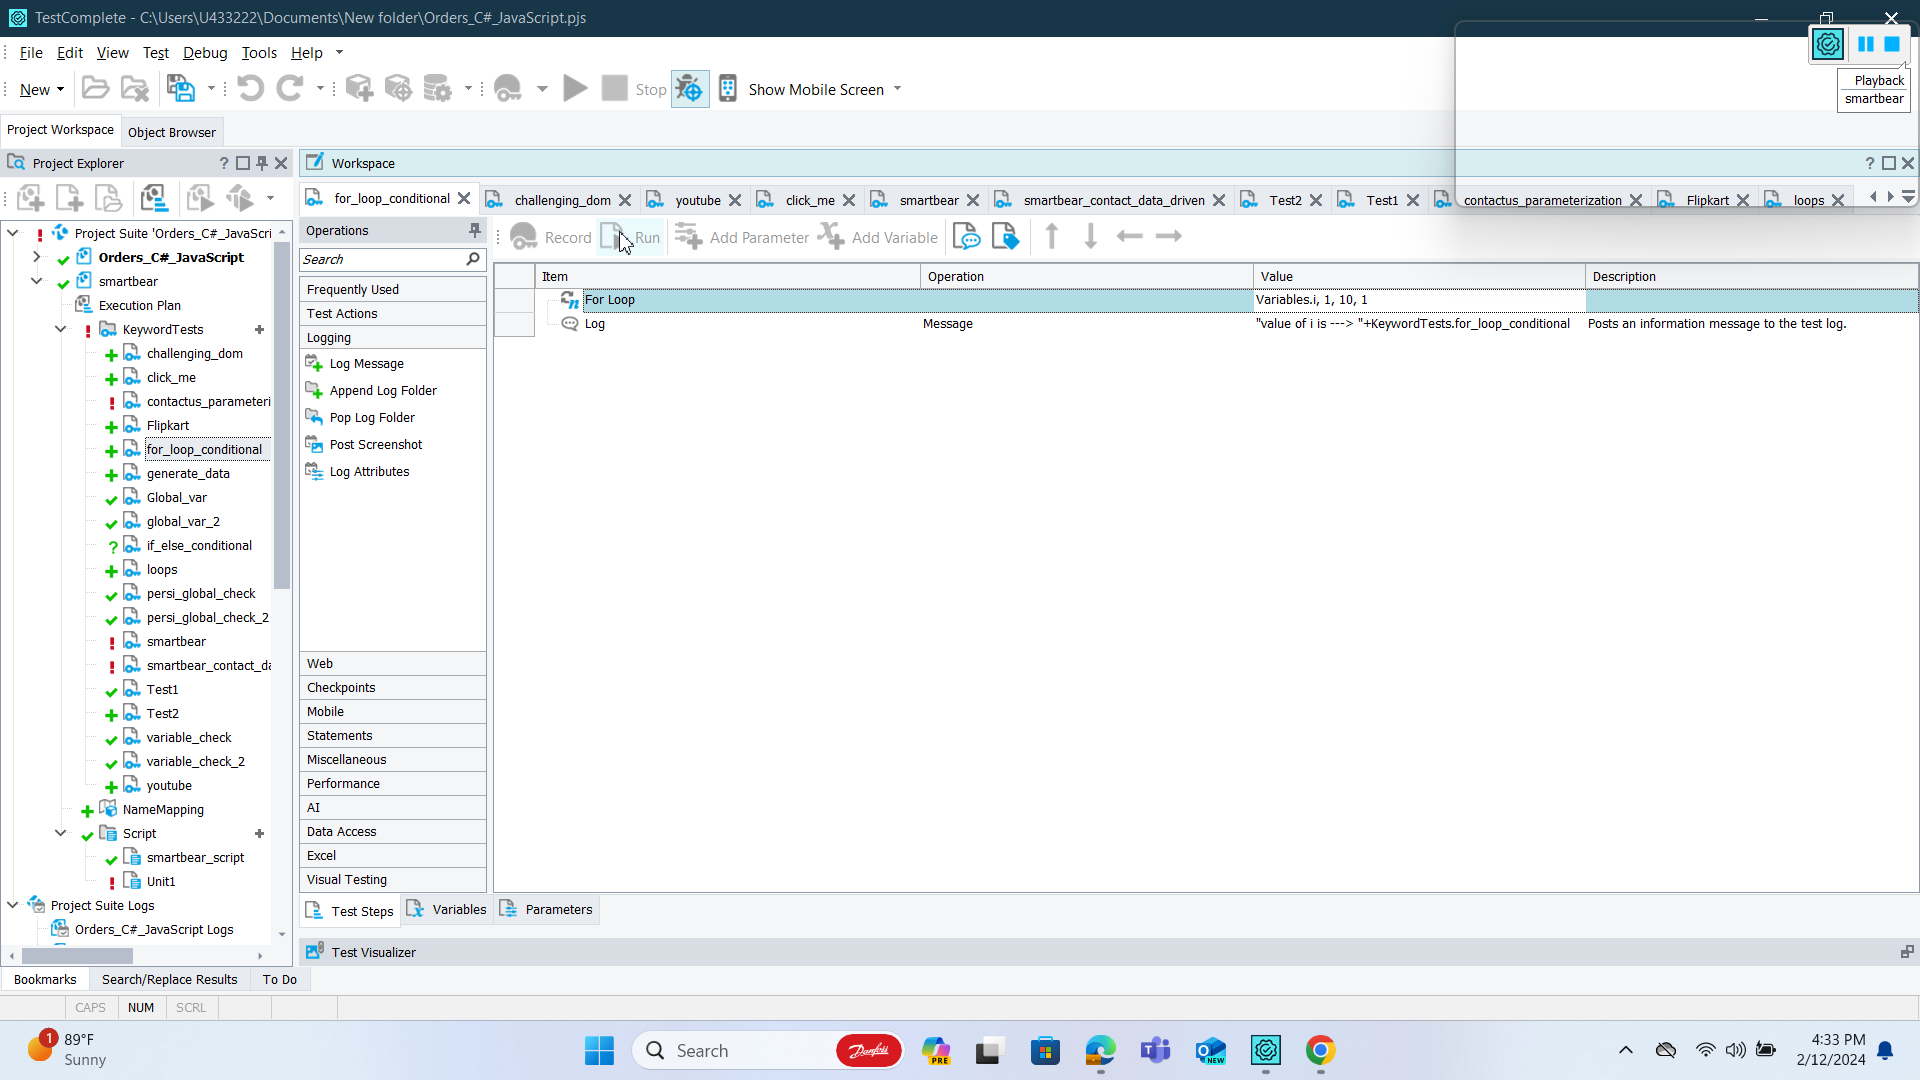 TestComplete - C:\Users\U433222\Documents\New folder\Orders_C#_JavaScript.pjs
File Edit View Test Debug Tools Help
New Stop Show Mobile Screen
Playback
smartbear
Project Workspace Object Browser
Project Explorer
Workspace
for_loop_conditional challenging_dom youtube click_me smartbear smartbear_contact_data_driven Test2 Test1 contactus_parameterization Flipkart loops
Operations
Record Run Add Parameter Add Variable
Search
Item Operation Value Description
For Loop Variables.i, 1, 10, 1
Log Message "value of i is ---> "+KeywordTests.for_loop_conditional Posts an information message to the test log.
Frequently Used
Test Actions
Logging
Log Message
Append Log Folder
Pop Log Folder
Post Screenshot
Log Attributes
Web
Checkpoints
Mobile
Statements
Miscellaneous
Performance
AI
Data Access
Excel
Visual Testing
Project Suite 'Orders_C#_JavaScri
Orders_C#_JavaScript
smartbear
Execution Plan
KeywordTests
challenging_dom
click_me
contactus_parameteri
Flipkart
for_loop_conditional
generate_data
Global_var
global_var_2
if_else_conditional
loops
persi_global_check
persi_global_check_2
smartbear
smartbear_contact_da
Test1
Test2
variable_check
variable_check_2
youtube
NameMapping
Script
smartbear_script
Unit1
Project Suite Logs
Orders_C#_JavaScript Logs
Test Steps Variables Parameters
Test Visualizer
Bookmarks Search/Replace Results To Do
CAPS NUM SCRL
1
89°F
Sunny
Search
Danfoss
PRE
NEW
4:33 PM
2/12/2024